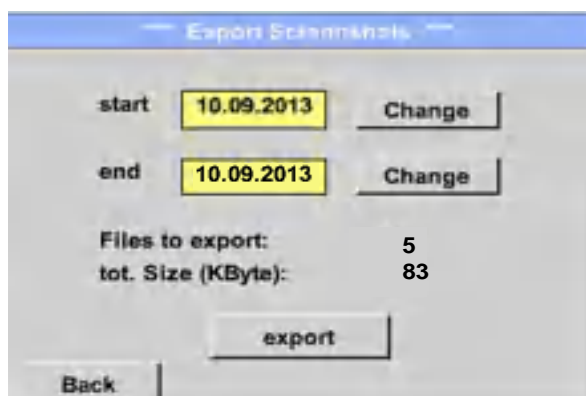 *** Export Screenshots ***
start 10.09.2013 Change
end 10.09.2013 Change
Files to export: 5
tot. Size (KByte): 83
export
Back